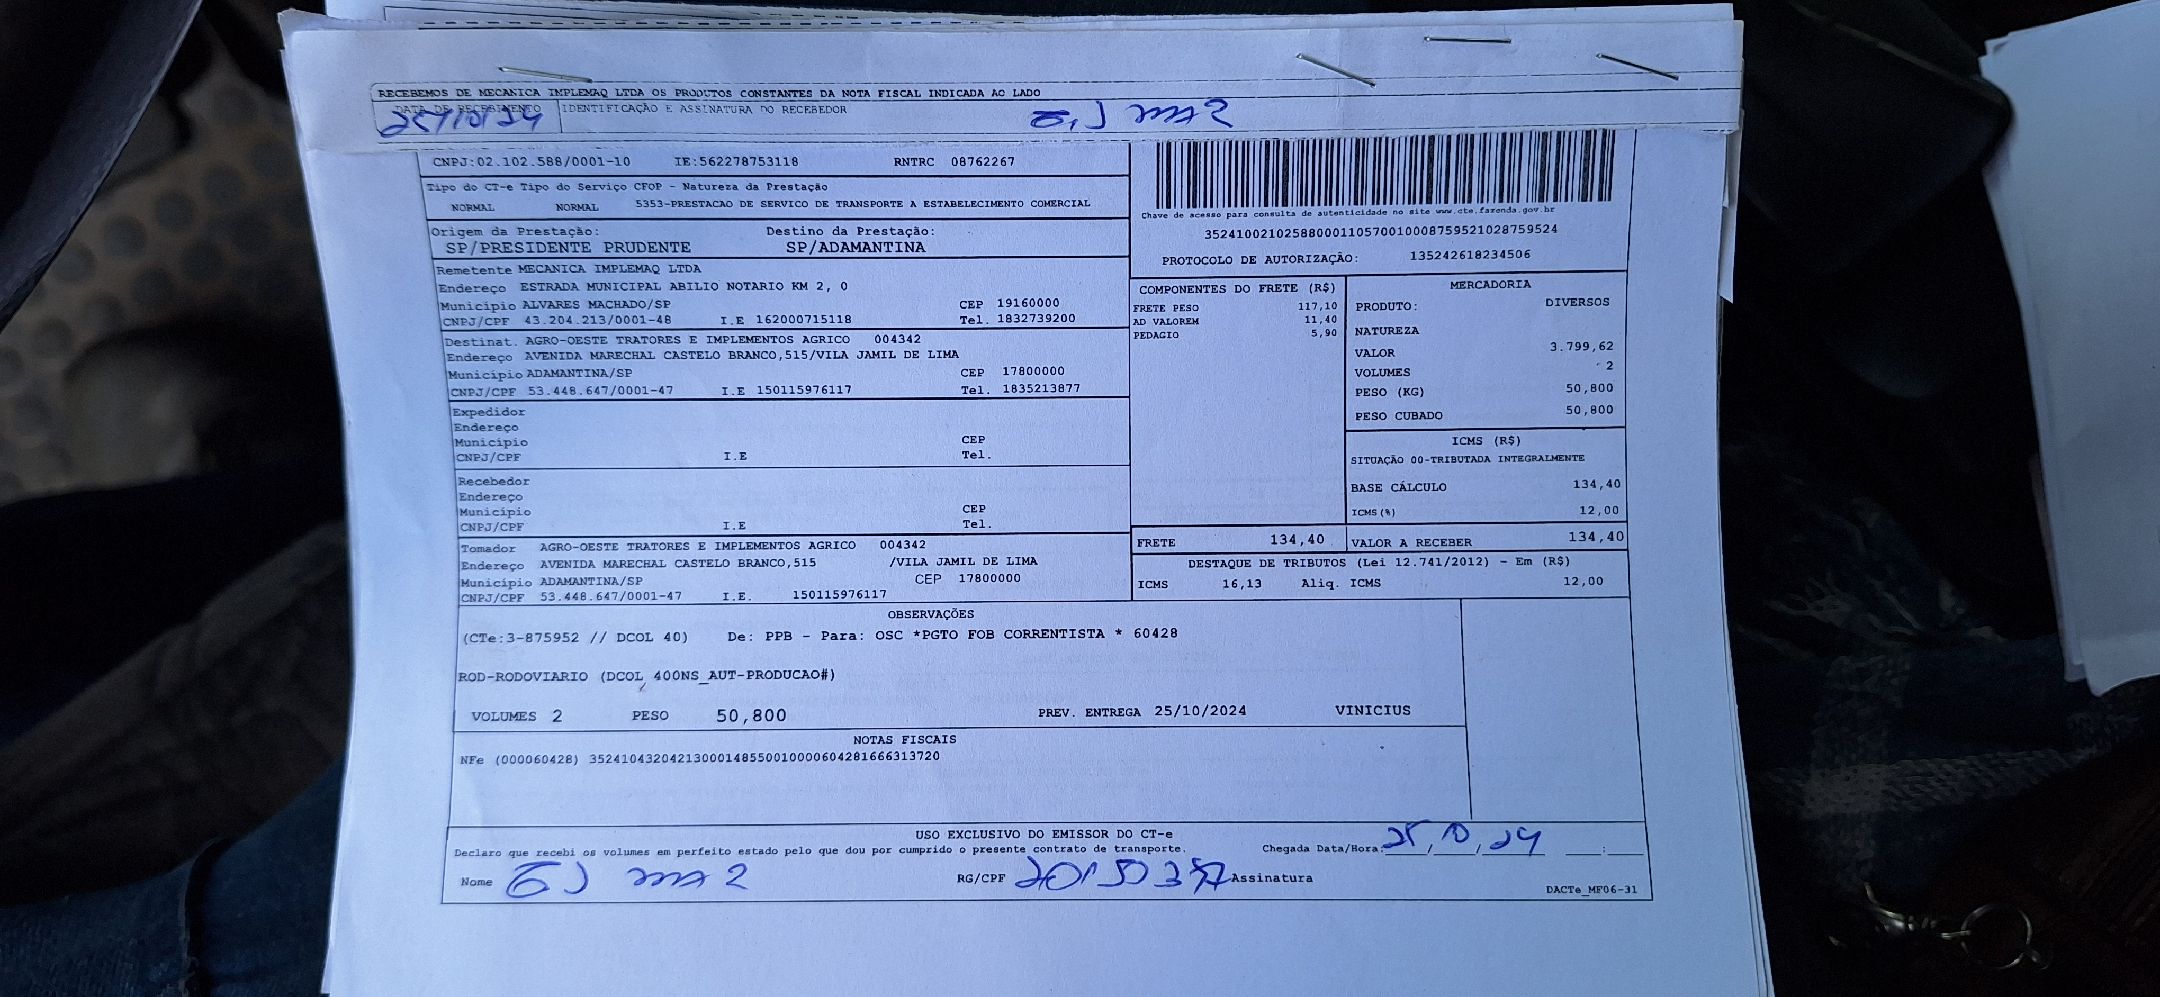 RECEBEMOS DE MECANICA IMPLEMAQ LTDA OS PRODUTOS CONSTANTES DA NOTA FISCAL INDICADA AO LADO
DATA DE RECEBIMENTO IDENTIFICAÇÃO E ASSINATURA DO RECEBEDOR
25/10/24
CNPJ:02.102.588/0001-10 IE:562278753118 RNTRC 08762267
Tipo do CT-e Tipo do Serviço CFOP - Natureza da Prestação
NORMAL NORMAL 5353-PRESTACAO DE SERVICO DE TRANSPORTE A ESTABELECIMENTO COMERCIAL
Origem da Prestação: Destino da Prestação:
SP/PRESIDENTE PRUDENTE SP/ADAMANTINA
Remetente MECANICA IMPLEMAQ LTDA
Endereço ESTRADA MUNICIPAL ABILIO NOTARIO KM 2, 0
Município ALVARES MACHADO/SP CEP 19160000
CNPJ/CPF 43.204.213/0001-48 I.E 162000715118 Tel. 1832739200
Destinat. AGRO-OESTE TRATORES E IMPLEMENTOS AGRICO 004342
Endereço AVENIDA MARECHAL CASTELO BRANCO,515/VILA JAMIL DE LIMA
Município ADAMANTINA/SP CEP 17800000
CNPJ/CPF 53.448.647/0001-47 I.E 150115976117 Tel. 1835213877
Expedidor
Endereço
Município CEP
CNPJ/CPF I.E Tel.
Recebedor
Endereço
Município CEP
CNPJ/CPF I.E Tel.
Tomador AGRO-OESTE TRATORES E IMPLEMENTOS AGRICO 004342
Endereço AVENIDA MARECHAL CASTELO BRANCO,515 /VILA JAMIL DE LIMA
Município ADAMANTINA/SP CEP 17800000
CNPJ/CPF 53.448.647/0001-47 I.E. 150115976117
Chave de acesso para consulta de autenticidade no site www.cte.fazenda.gov.br
35241002102588000110570010008759521028759524
PROTOCOLO DE AUTORIZAÇÃO: 135242618234506
COMPONENTES DO FRETE (R$)
FRETE PESO 117,10
AD VALOREM 11,40
PEDAGIO 5,90
MERCADORIA
PRODUTO: DIVERSOS
NATUREZA
VALOR 3.799,62
VOLUMES 2
PESO (KG) 50,800
PESO CUBADO 50,800
ICMS (R$)
SITUAÇÃO 00-TRIBUTADA INTEGRALMENTE
BASE CÁLCULO 134,40
ICMS(%) 12,00
FRETE 134,40 VALOR A RECEBER 134,40
DESTAQUE DE TRIBUTOS (Lei 12.741/2012) - Em (R$)
ICMS 16,13 Aliq. ICMS 12,00
OBSERVAÇÕES
(CTe:3-875952 // DCOL 40) De: PPB - Para: OSC *PGTO FOB CORRENTISTA * 60428
ROD-RODOVIARIO (DCOL 400NS_AUT-PRODUCAO#)
VOLUMES 2 PESO 50,800 PREV. ENTREGA 25/10/2024 VINICIUS
NOTAS FISCAIS
NFe (000060428) 35241043204213000148550010000604281666313720
USO EXCLUSIVO DO EMISSOR DO CT-e
Declaro que recebi os volumes em perfeito estado pelo que dou por cumprido o presente contrato de transporte. Chegada Data/Hora: 25/10/24 __:__
Nome RG/CPF Assinatura
DACTe_MF06-31